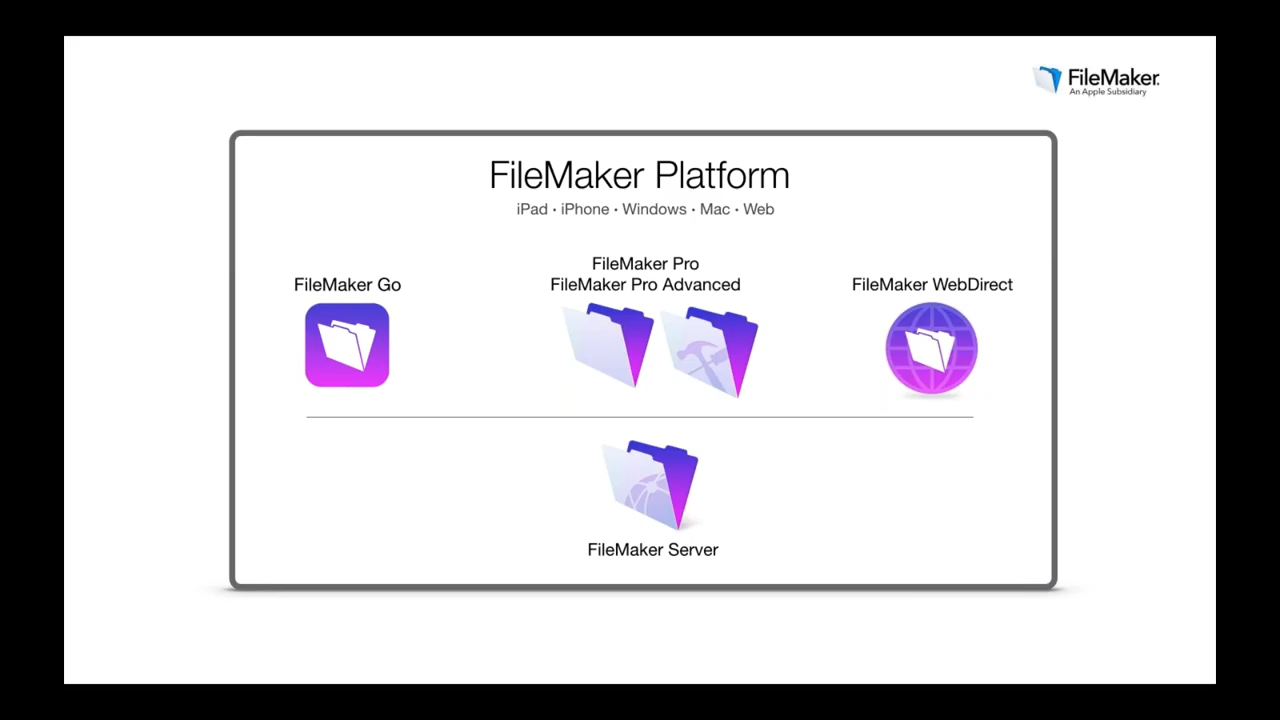 FileMaker
An Apple Subsidiary
FileMaker Platform
iPad · iPhone · Windows · Mac · Web
FileMaker Go
FileMaker Pro
FileMaker Pro Advanced
FileMaker WebDirect
FileMaker Server